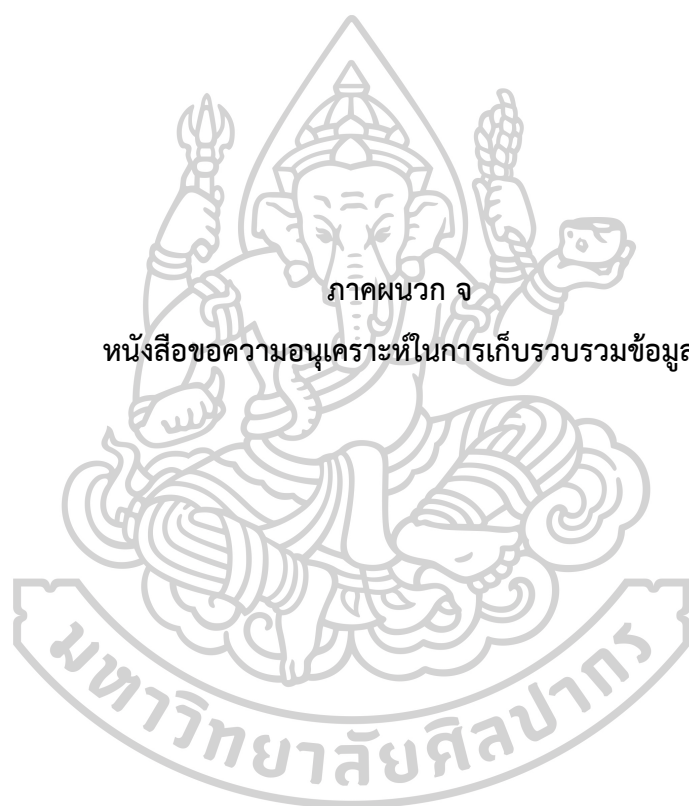 ภาคผนวก จ
หนังสือขอความอนุเคราะห์ในการเก็บรวบรวมข้อมูล
มหาวิทยาลัยศิลปากร